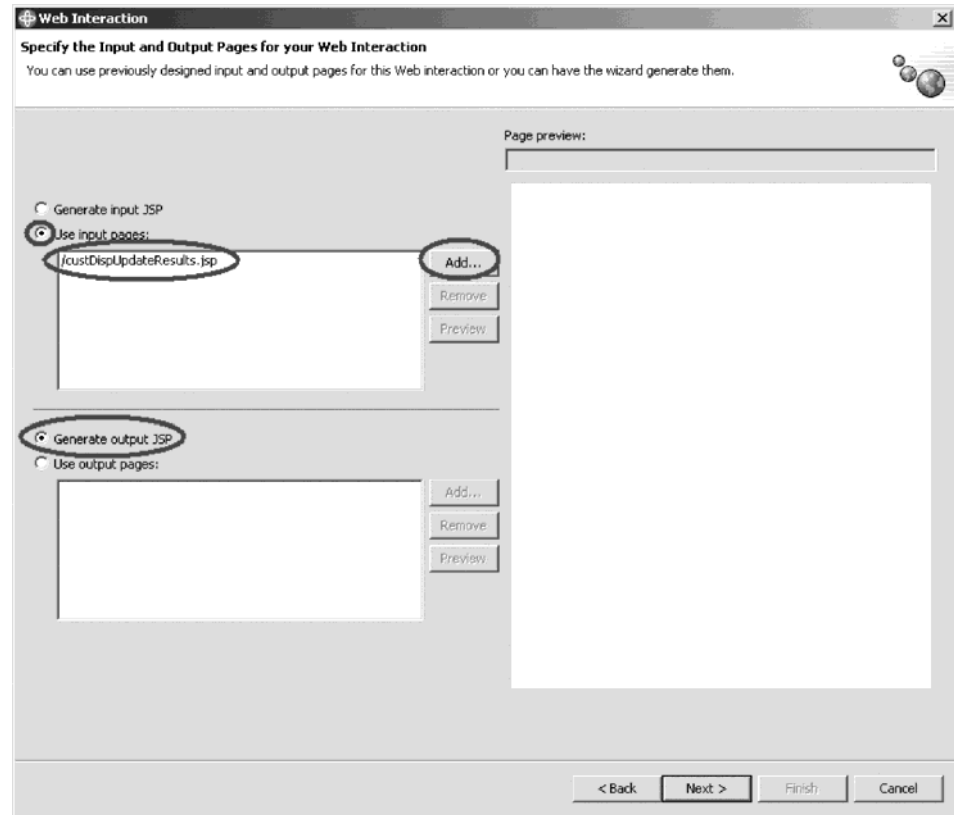 Web Interaction
Specify the Input and Output Pages for your Web Interaction
You can use previously designed input and output pages for this Web interaction or you can have the wizard generate them.
Page preview:
Generate input JSP
Use input pages:
/custDispUpdateResults.jsp
Add...
Remove
Preview
Generate output JSP
Use output pages:
Add...
Remove
Preview
< Back
Next >
Finish
Cancel